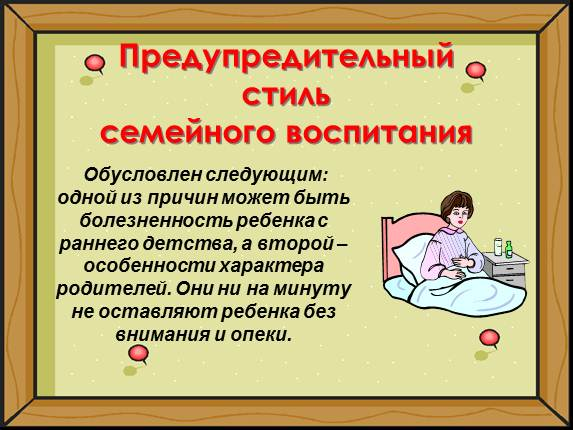 Предупредительный
стиль
семейного воспитания
Обусловлен следующим:
одной из причин может быть
болезненность ребенка с
раннего детства, а второй –
особенности характера
родителей. Они ни на минуту
не оставляют ребенка без
внимания и опеки.